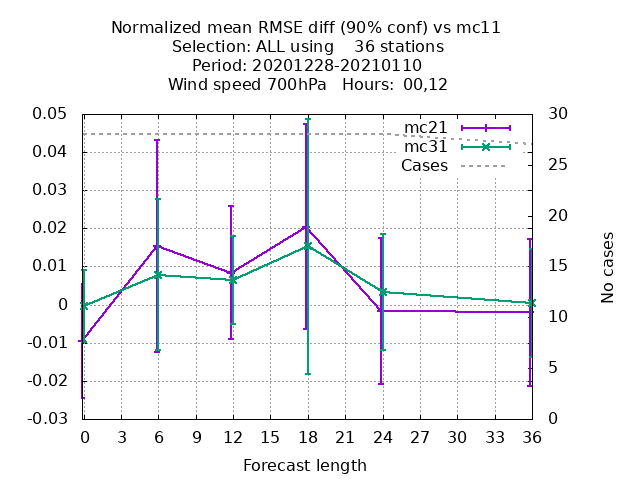 Normalized mean RMSE diff (90% conf) vs mc11
Selection: ALL using    36 stations
Period: 20201228-20210110
Wind speed 700hPa   Hours:  00,12
0.05
0.04
0.03
0.02
0.01
0
-0.01
-0.02
-0.03
mc21
mc31
Cases
30
25
20
15
10
5
0
No cases
0 3 6 9 12 15 18 21 24 27 30 33 36
Forecast length